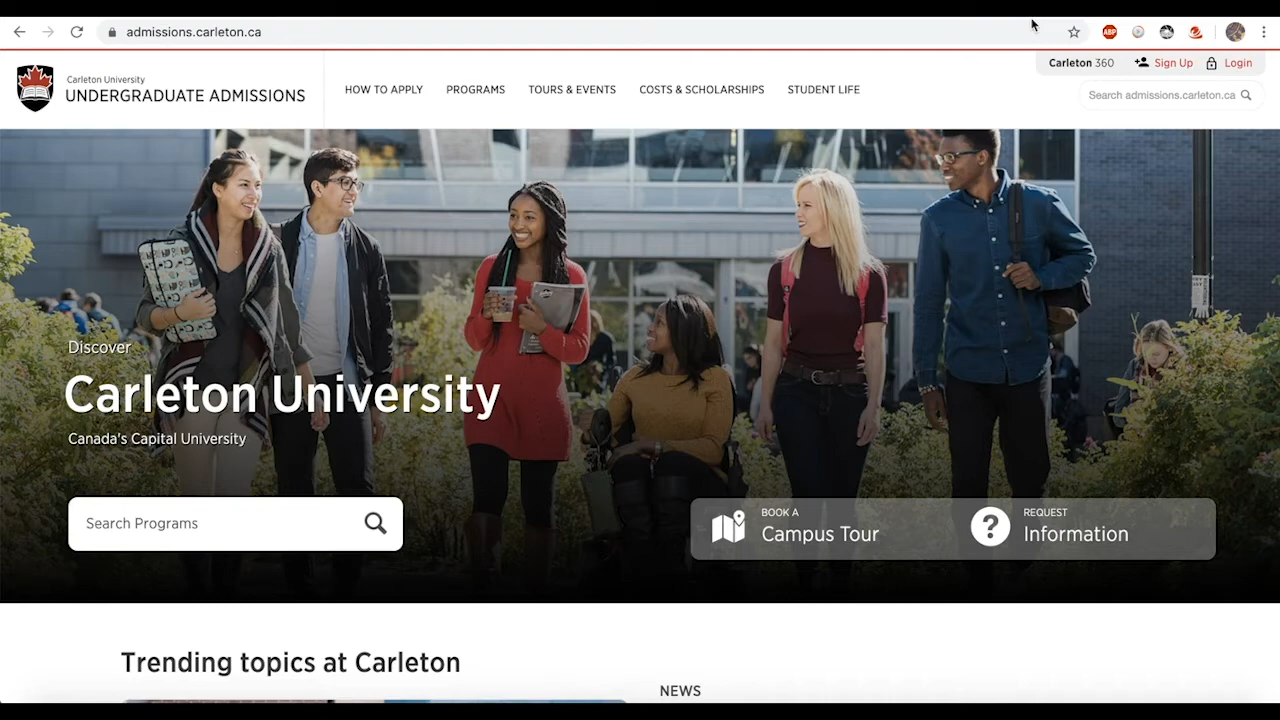 admissions.carleton.ca
ABP
Carleton 360 Sign Up Login
Carleton University
UNDERGRADUATE ADMISSIONS
HOW TO APPLY PROGRAMS TOURS & EVENTS COSTS & SCHOLARSHIPS STUDENT LIFE
Search admissions.carleton.ca
Discover
Carleton University
Canada's Capital University
Search Programs
BOOK A
Campus Tour
?
REQUEST
Information
Trending topics at Carleton
NEWS